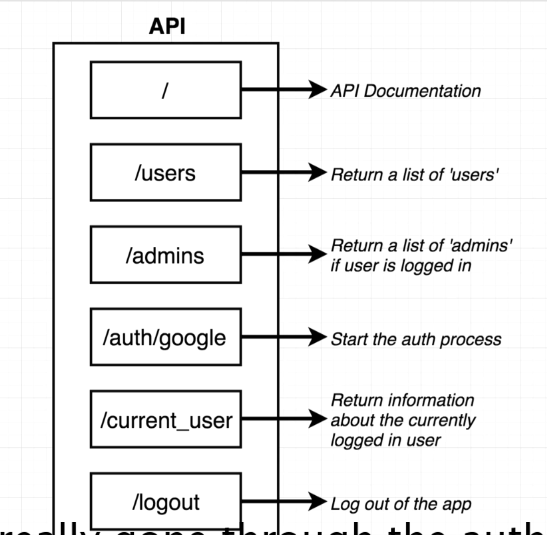 API
/
API Documentation
/users
Return a list of 'users'
/admins
Return a list of 'admins'
if user is logged in
/auth/google
Start the auth process
/current_user
Return information
about the currently
logged in user
/logout
Log out of the app
really gone through the auth